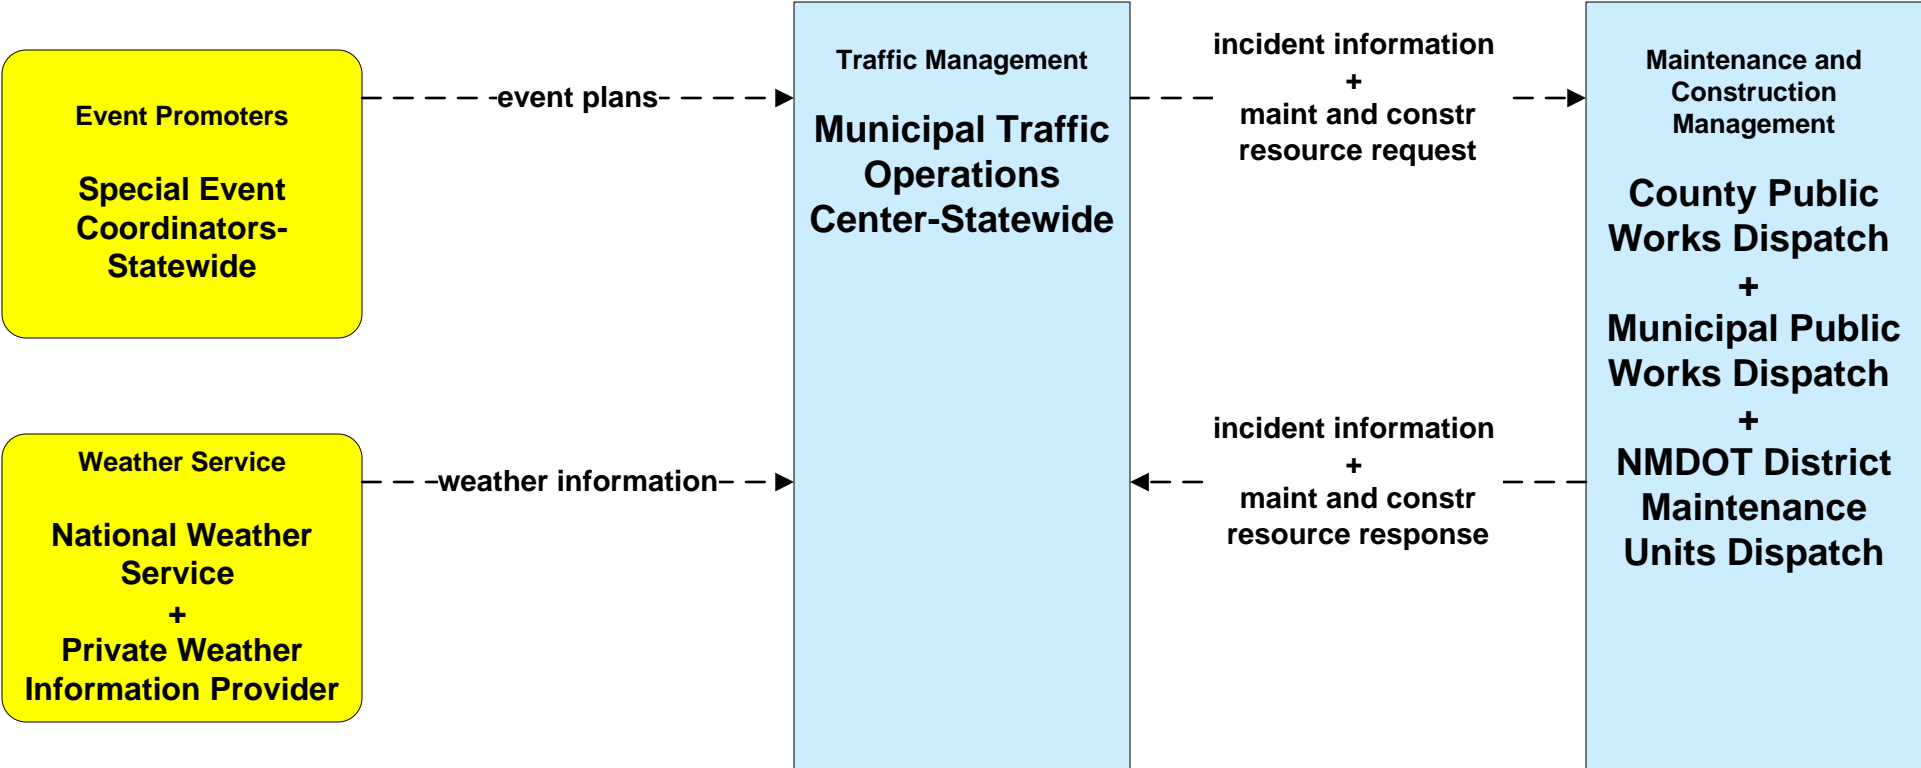 Event Promoters
Special Event
Coordinators-
Statewide
event plans
Weather Service
National Weather
Service
+
Private Weather
Information Provider
weather information
Traffic Management
Municipal Traffic
Operations
Center-Statewide
incident information
+
maint and constr
resource request
incident information
+
maint and constr
resource response
Maintenance and
Construction
Management
County Public
Works Dispatch
+
Municipal Public
Works Dispatch
+
NMDOT District
Maintenance
Units Dispatch